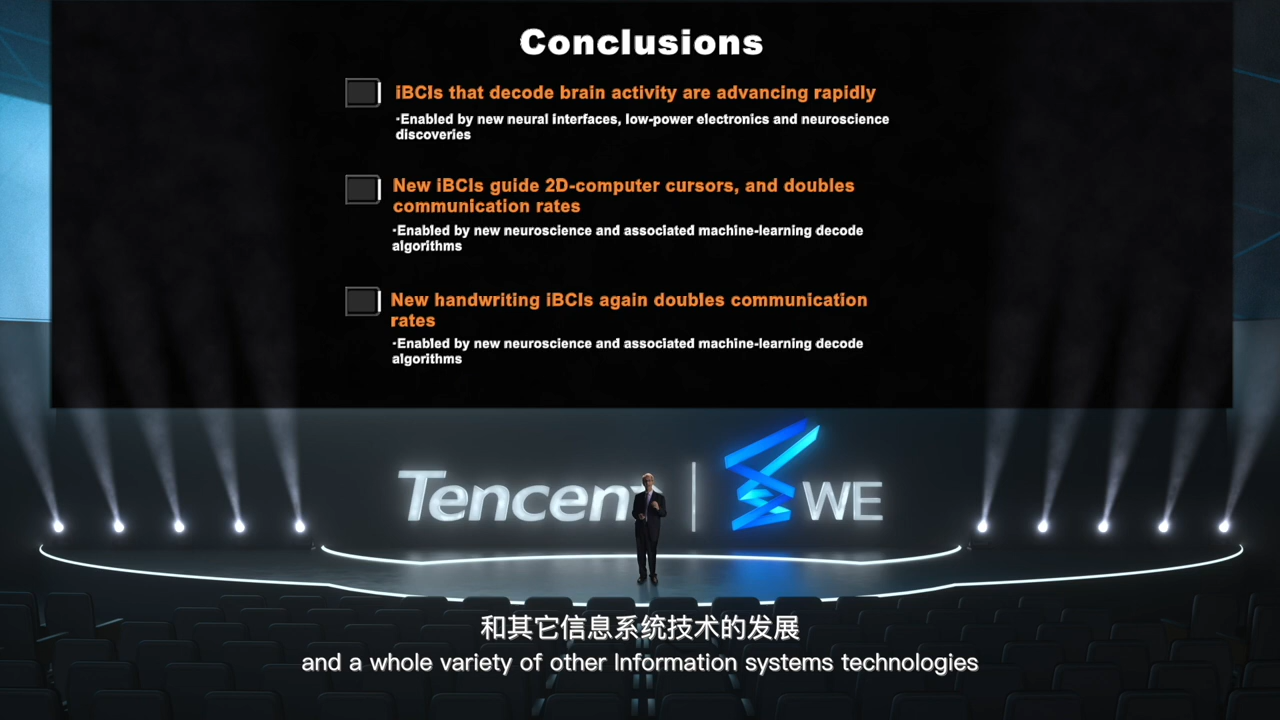 Conclusions
iBCIs that decode brain activity are advancing rapidly
·Enabled by new neural interfaces, low-power electronics and neuroscience
discoveries
New iBCIs guide 2D-computer cursors, and doubles
communication rates
·Enabled by new neuroscience and associated machine-learning decode
algorithms
New handwriting iBCIs again doubles communication
rates
·Enabled by new neuroscience and associated machine-learning decode
algorithms
Tencent WE
和其它信息系统技术的发展
and a whole variety of other Information systems technologies